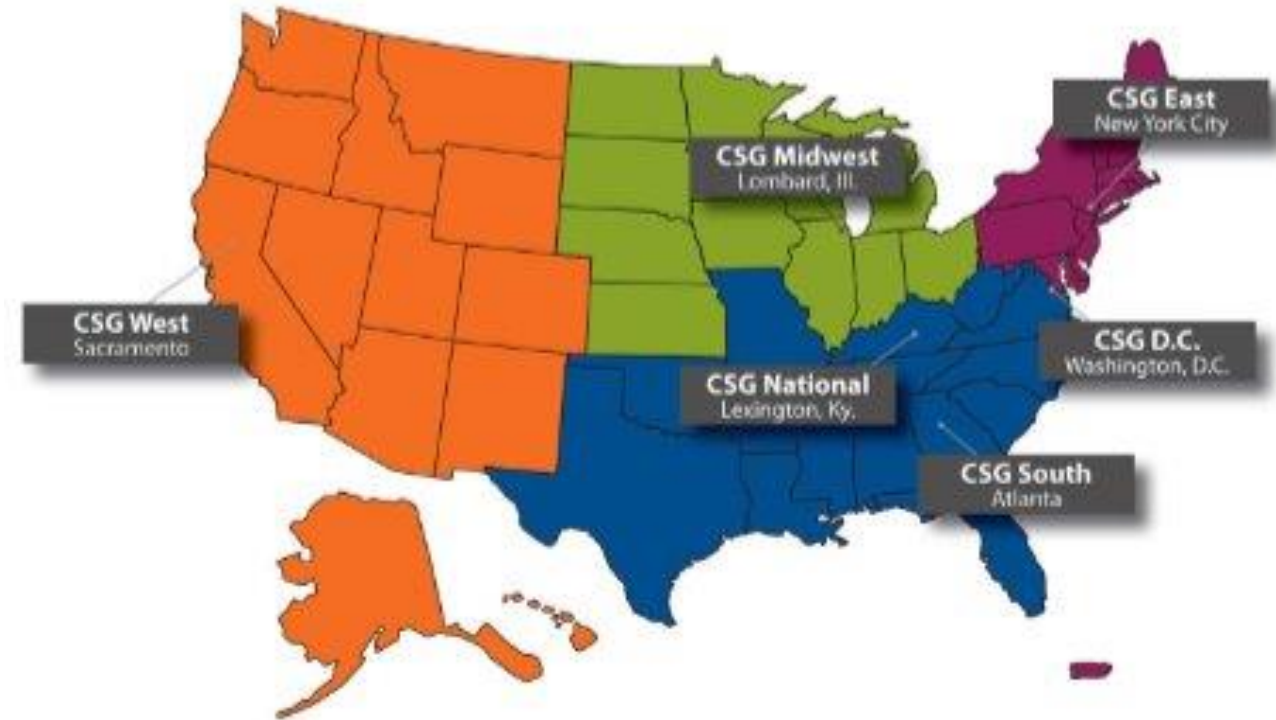 CSG East
New York City
CSG Midwest
Lombard, Ill.
CSG West
Sacramento
CSG D.C.
Washington, D.C.
CSG National
Lexington, Ky.
CSG South
Atlanta